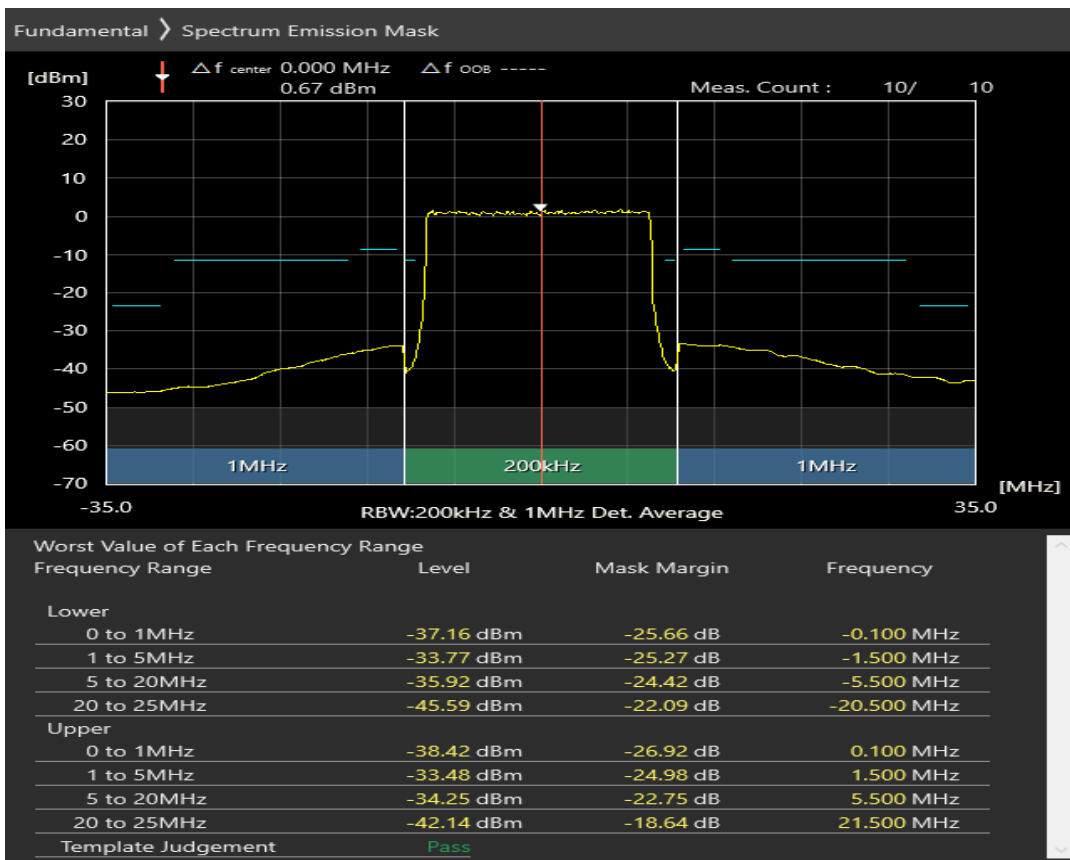 Fundamental 〉 Spectrum Emission Mask
[dBm] Δf center 0.000 MHz Δf OOB -----
0.67 dBm Meas. Count : 10/ 10
30
20
10
0
-10
-20
-30
-40
-50
-60
1MHz 200kHz 1MHz
-70
[MHz]
-35.0 RBW:200kHz & 1MHz Det. Average 35.0
Worst Value of Each Frequency Range
Frequency Range Level Mask Margin Frequency
Lower
0 to 1MHz -37.16 dBm -25.66 dB -0.100 MHz
1 to 5MHz -33.77 dBm -25.27 dB -1.500 MHz
5 to 20MHz -35.92 dBm -24.42 dB -5.500 MHz
20 to 25MHz -45.59 dBm -22.09 dB -20.500 MHz
Upper
0 to 1MHz -38.42 dBm -26.92 dB 0.100 MHz
1 to 5MHz -33.48 dBm -24.98 dB 1.500 MHz
5 to 20MHz -34.25 dBm -22.75 dB 5.500 MHz
20 to 25MHz -42.14 dBm -18.64 dB 21.500 MHz
Template Judgement Pass